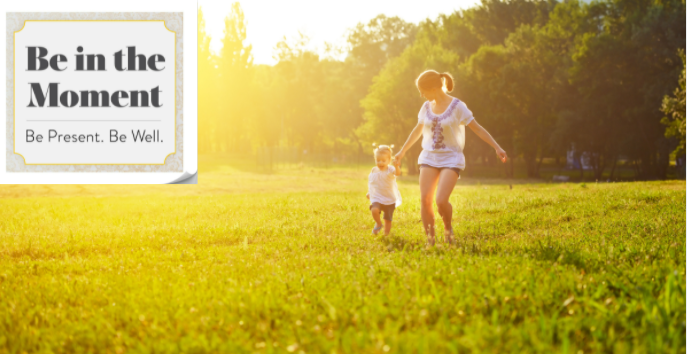 Be in the
Moment
Be Present. Be Well.